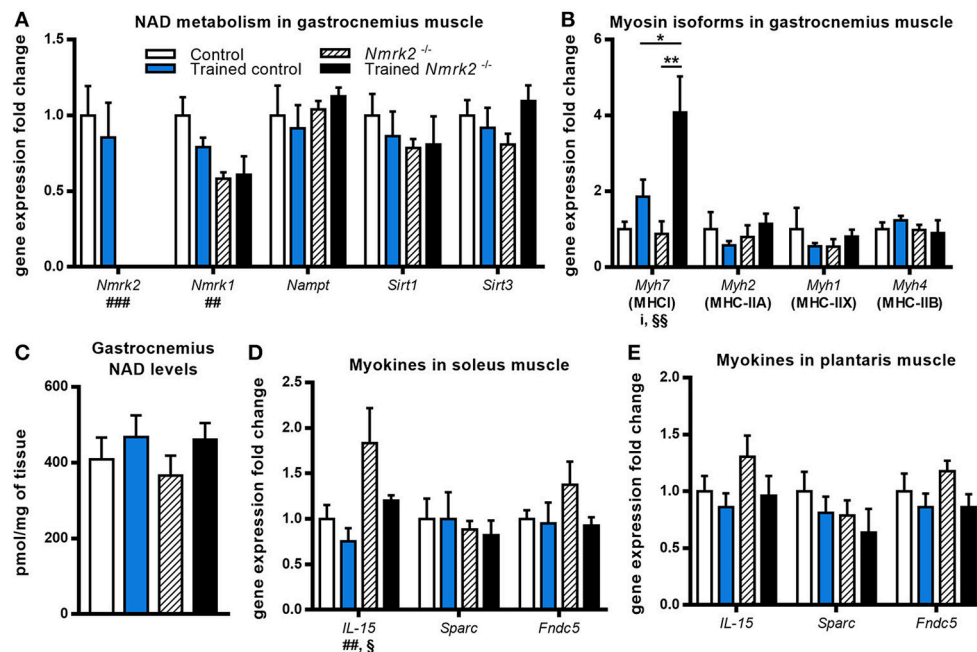 A
NAD metabolism in gastrocnemius muscle
gene expression fold change
1.5
1.0
0.5
0.0
Control
Trained control
Nmrk2 -/-
Trained Nmrk2 -/-
Nmrk2 Nmrk1 Nampt Sirt1 Sirt3
### ##
B
Myosin isoforms in gastrocnemius muscle
gene expression fold change
6
4
2
0
*
**
Myh7 Myh2 Myh1 Myh4
(MHCI) (MHC-IIA) (MHC-IIX) (MHC-IIB)
i, §§
C
Gastrocnemius
NAD levels
pmol/mg of tissue
600
400
200
0
D
Myokines in soleus muscle
gene expression fold change
2.5
2.0
1.5
1.0
0.5
0.0
IL-15 Sparc Fndc5
##, §
E
Myokines in plantaris muscle
gene expression fold change
2.0
1.5
1.0
0.5
0.0
IL-15 Sparc Fndc5